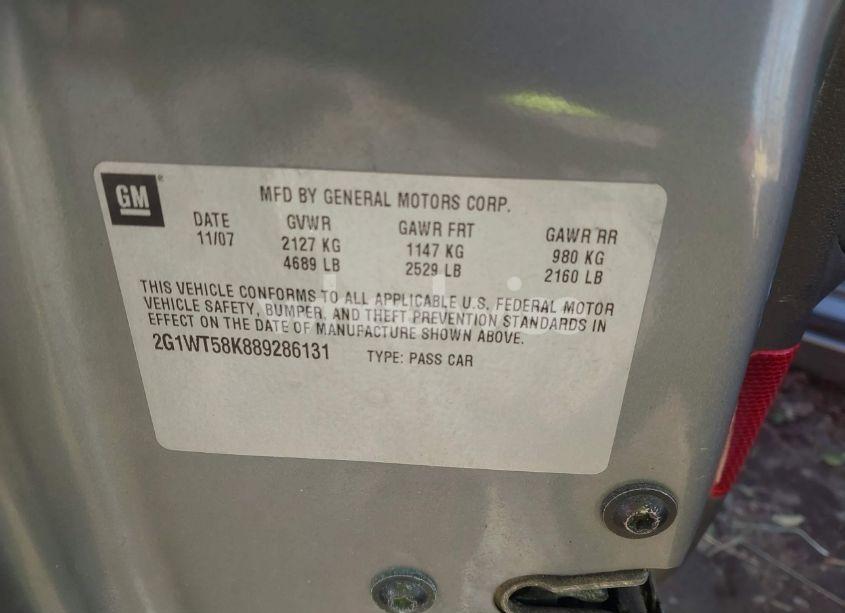 GM
MFD BY GENERAL MOTORS CORP.
DATE GVWR GAWR FRT GAWR RR
11/07 2127 KG 1147 KG 980 KG
4689 LB 2529 LB 2160 LB
THIS VEHICLE CONFORMS TO ALL APPLICABLE U.S. FEDERAL MOTOR
VEHICLE SAFETY, BUMPER, AND THEFT PREVENTION STANDARDS IN
EFFECT ON THE DATE OF MANUFACTURE SHOWN ABOVE.
2G1WT58K889286131 TYPE: PASS CAR